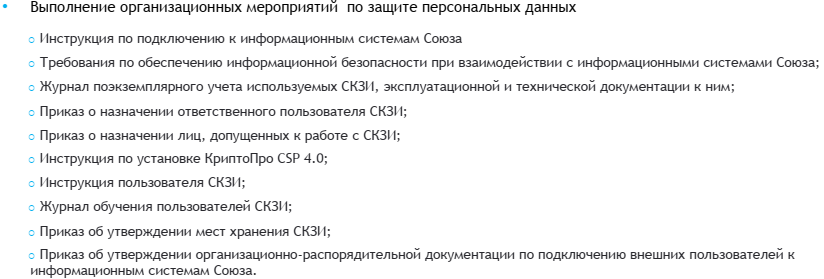 • Выполнение организационных мероприятий по защите персональных данных
○ Инструкция по подключению к информационным системам Союза
○ Требования по обеспечению информационной безопасности при взаимодействии с информационными системами Союза;
○ Журнал поэкземплярного учета используемых СКЗИ, эксплуатационной и технической документации к ним;
○ Приказ о назначении ответственного пользователя СКЗИ;
○ Приказ о назначении лиц, допущенных к работе с СКЗИ;
○ Инструкция по установке КриптоПро CSP 4.0;
○ Инструкция пользователя СКЗИ;
○ Журнал обучения пользователей СКЗИ;
○ Приказ об утверждении мест хранения СКЗИ;
○ Приказ об утверждении организационно-распорядительной документации по подключению внешних пользователей к
информационным системам Союза.